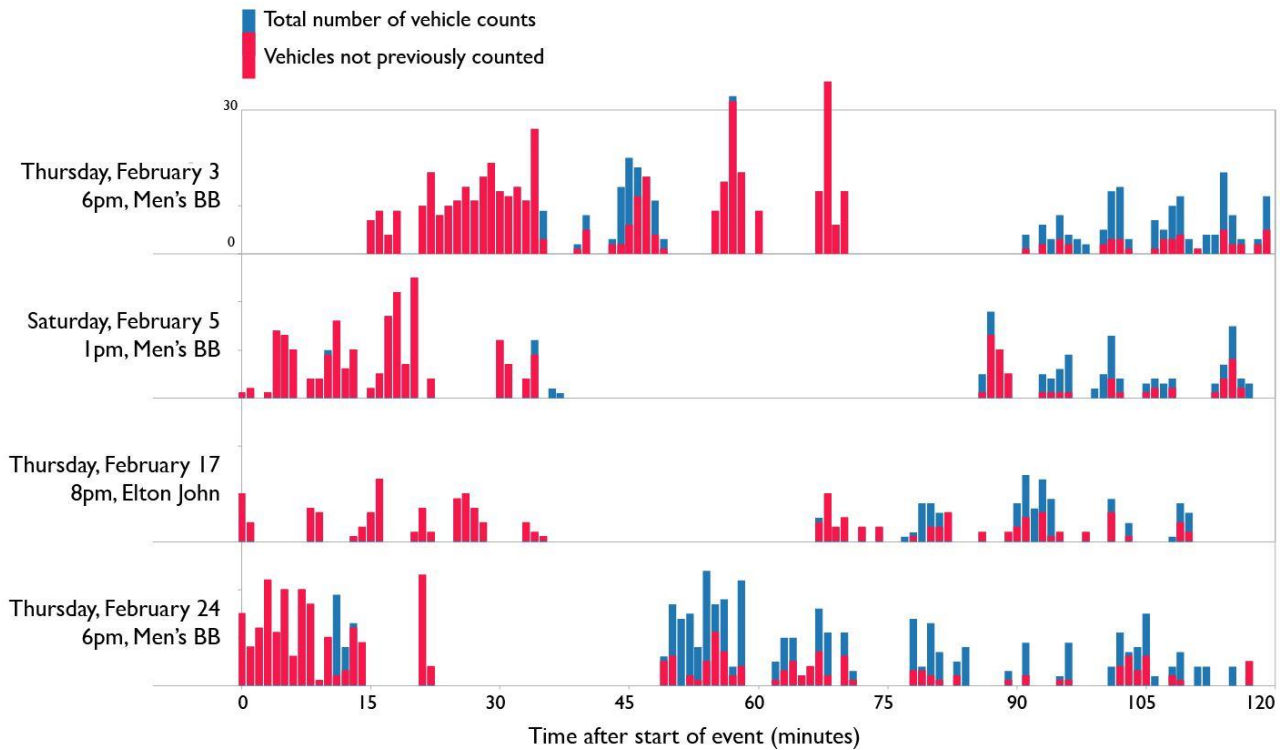 Total number of vehicle counts
Vehicles not previously counted
30
Thursday, February 3
6pm, Men's BB
0
Saturday, February 5
1pm, Men's BB
Thursday, February 17
8pm, Elton John
Thursday, February 24
6pm, Men's BB
0 15 30 45 60 75 90 105 120
Time after start of event (minutes)